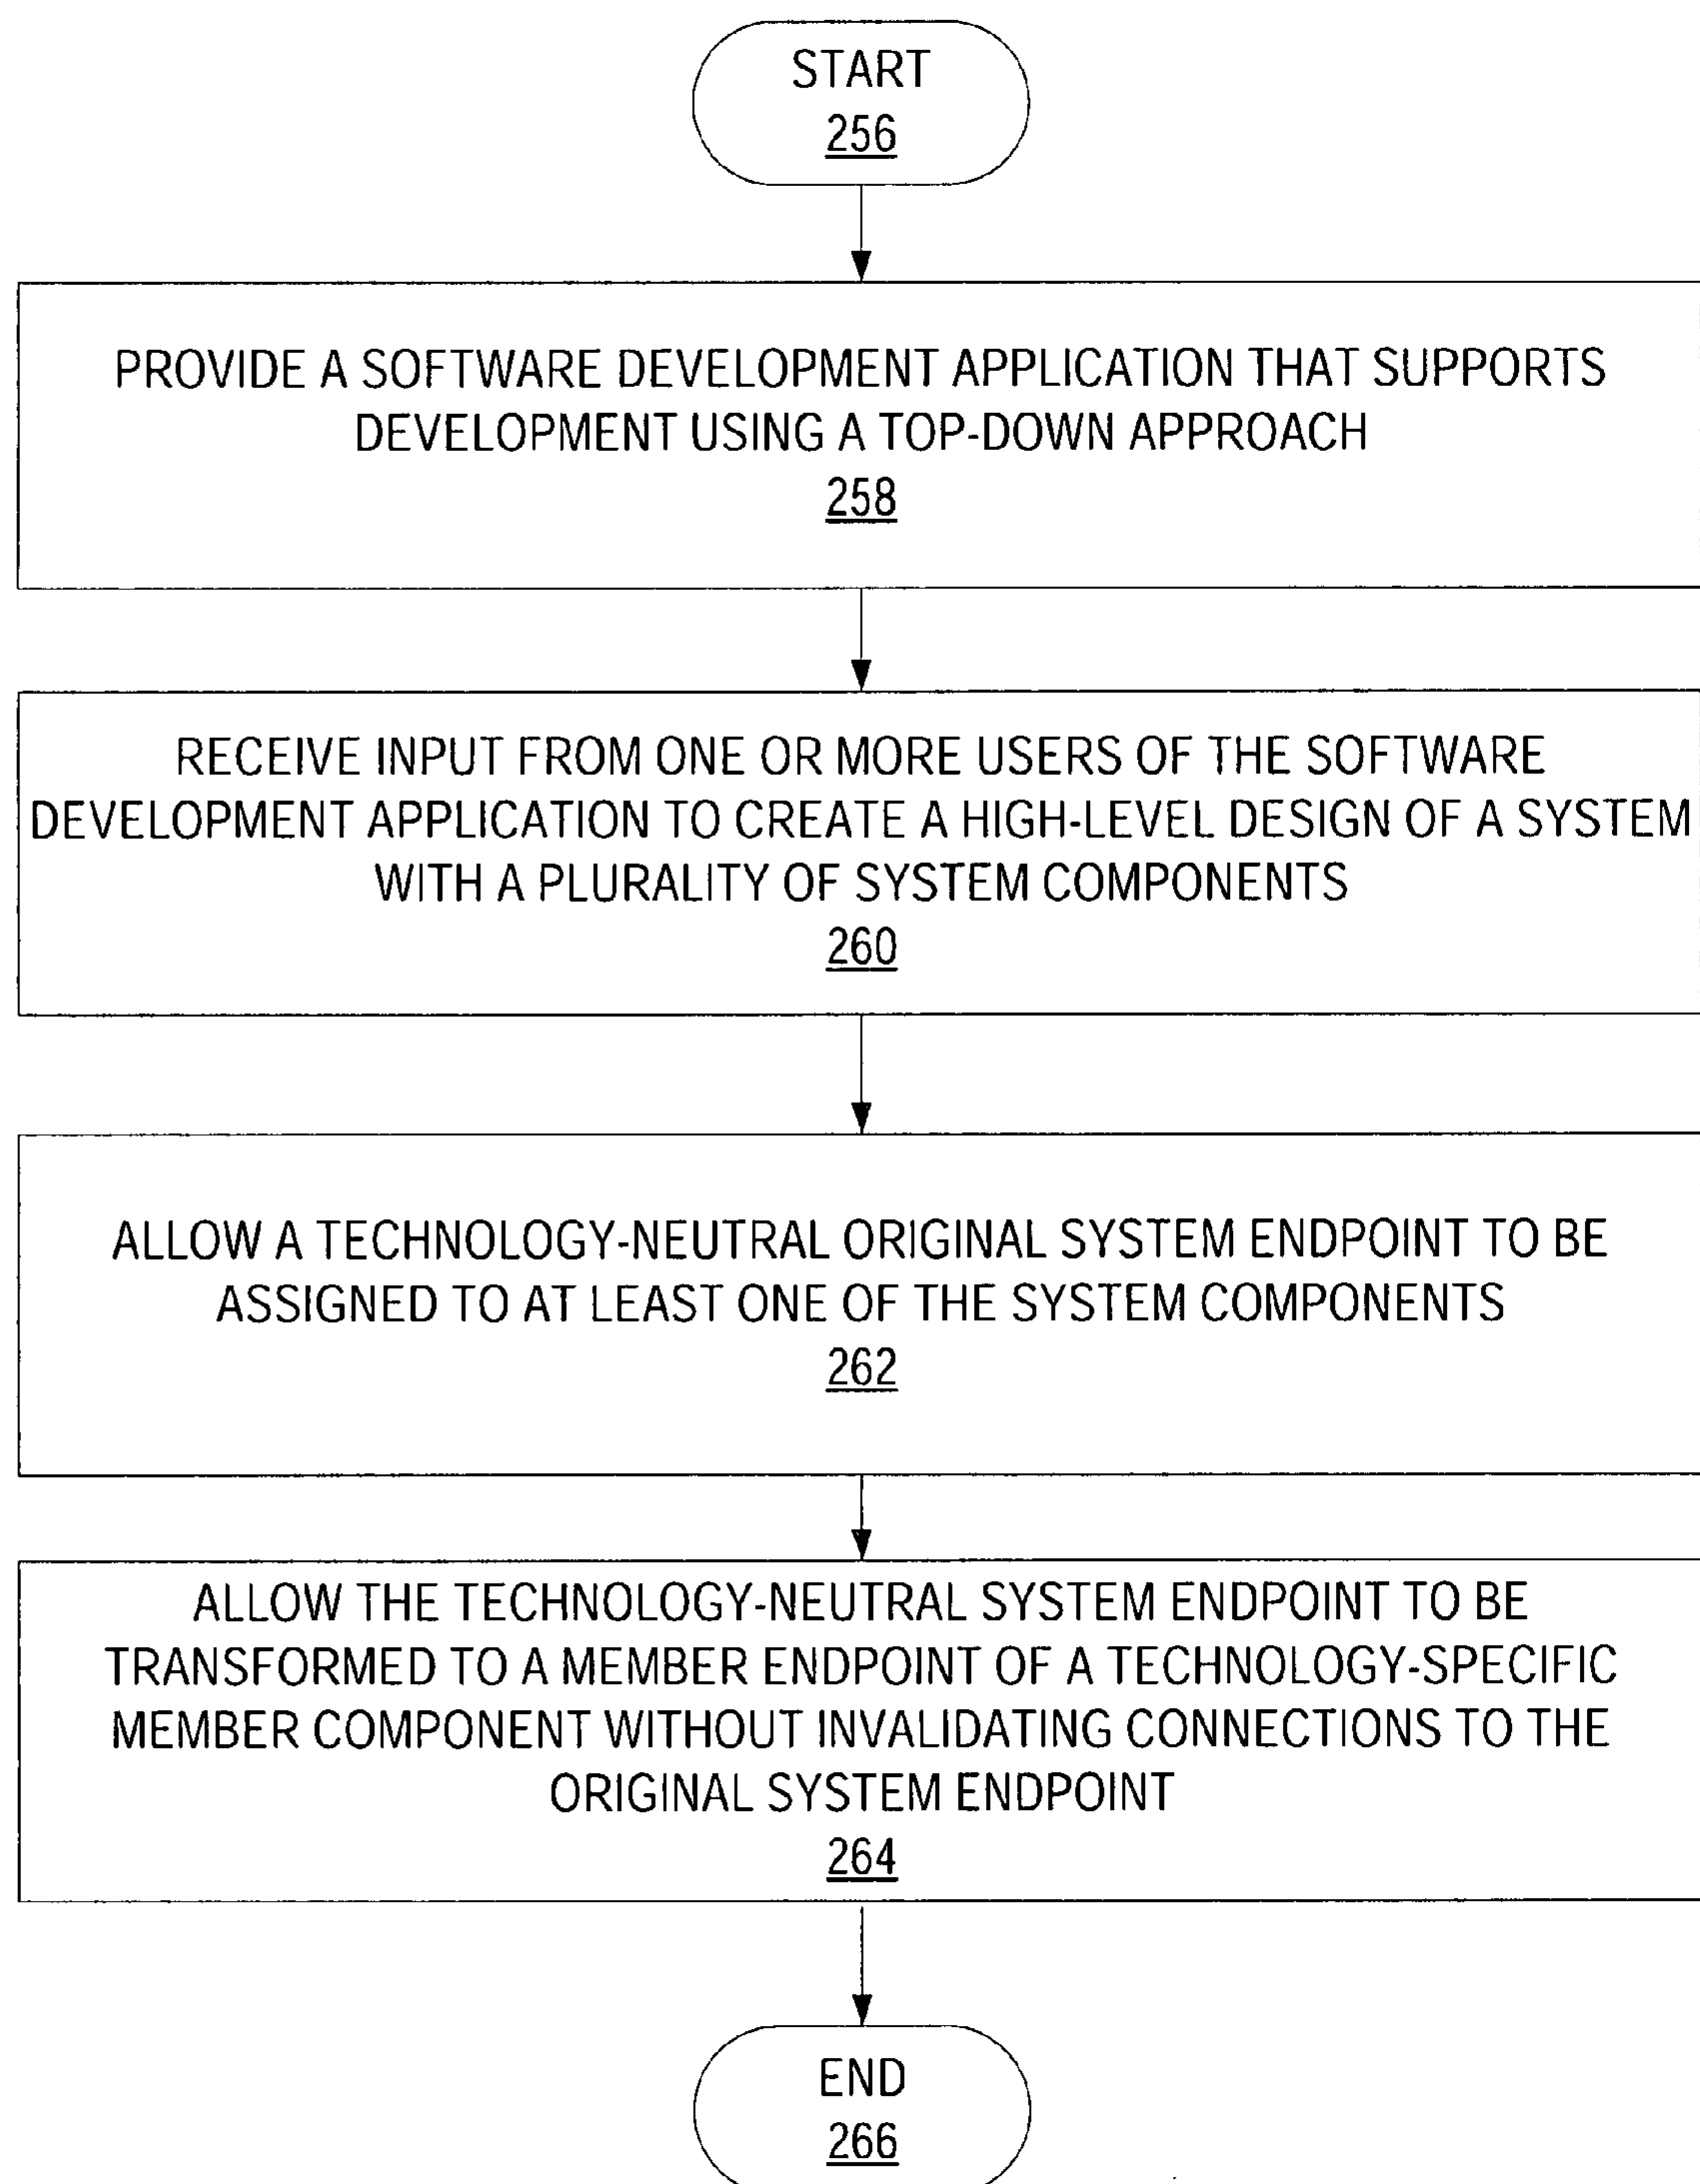 START
256
PROVIDE A SOFTWARE DEVELOPMENT APPLICATION THAT SUPPORTS
DEVELOPMENT USING A TOP-DOWN APPROACH
258
RECEIVE INPUT FROM ONE OR MORE USERS OF THE SOFTWARE
DEVELOPMENT APPLICATION TO CREATE A HIGH-LEVEL DESIGN OF A SYSTEM
WITH A PLURALITY OF SYSTEM COMPONENTS
260
ALLOW A TECHNOLOGY-NEUTRAL ORIGINAL SYSTEM ENDPOINT TO BE
ASSIGNED TO AT LEAST ONE OF THE SYSTEM COMPONENTS
262
ALLOW THE TECHNOLOGY-NEUTRAL SYSTEM ENDPOINT TO BE
TRANSFORMED TO A MEMBER ENDPOINT OF A TECHNOLOGY-SPECIFIC
MEMBER COMPONENT WITHOUT INVALIDATING CONNECTIONS TO THE
ORIGINAL SYSTEM ENDPOINT
264
END
266